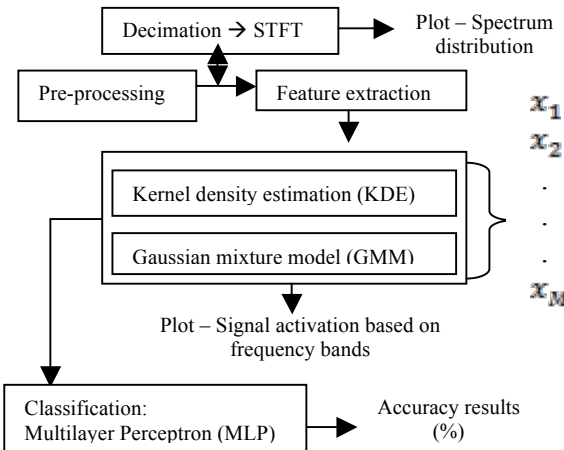 Decimation → STFT
Plot – Spectrum
distribution
Pre-processing
Feature extraction
x₁
x₂
.
.
.
x_M
Kernel density estimation (KDE)
Gaussian mixture model (GMM)
Plot – Signal activation based on
frequency bands
Classification:
Multilayer Perceptron (MLP)
Accuracy results
(%)